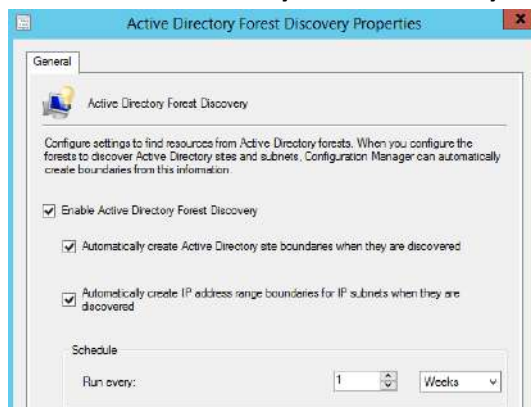 Active Directory Forest Discovery Properties
X
General
Active Directory Forest Discovery
Configure settings to find resources from Active Directory forests. When you configure the
forests to discover Active Directory sites and subnets, Configuration Manager can automatically
create boundaries from this information.
Enable Active Directory Forest Discovery
Automatically create Active Directory site boundaries when they are discovered
Automatically create IP address range boundaries for IP subnets when they are
discovered
Schedule
Run every: 1 Weeks